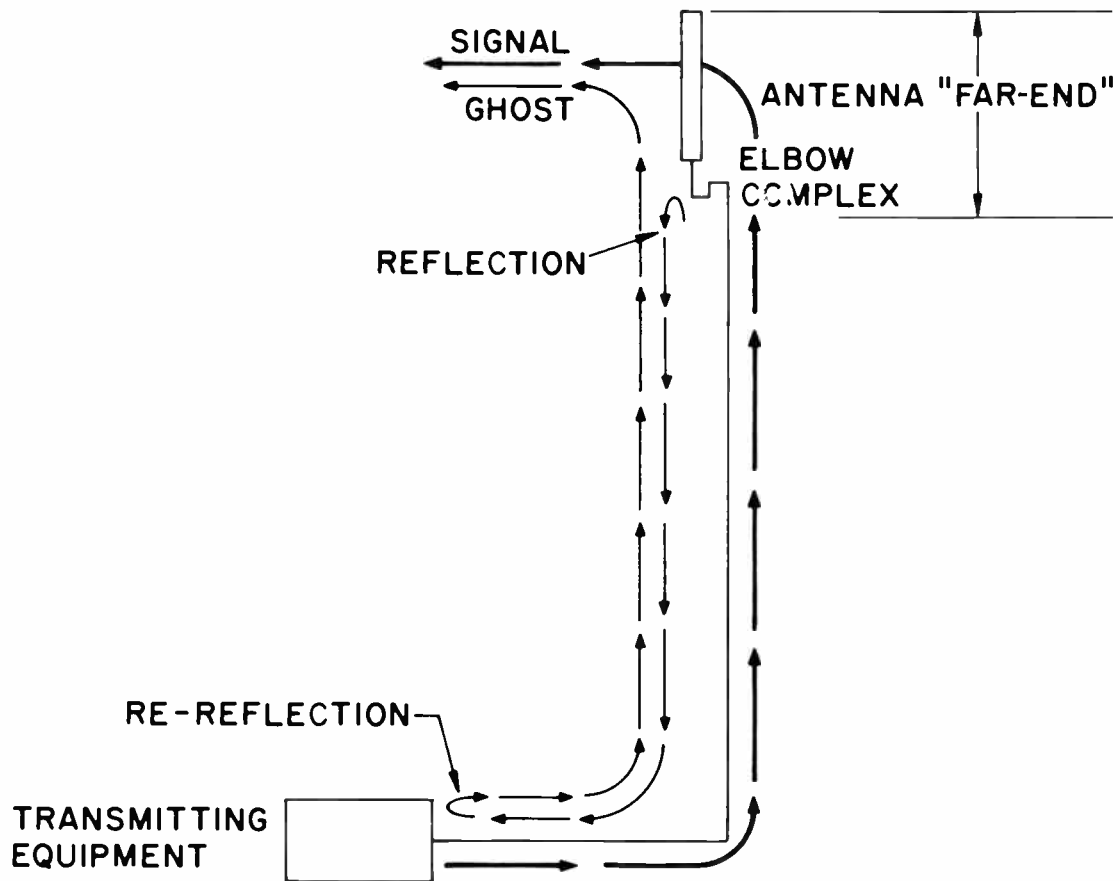 SIGNAL
GHOST
ANTENNA "FAR-END"
ELBOW
COMPLEX
REFLECTION
RE-REFLECTION
TRANSMITTING
EQUIPMENT